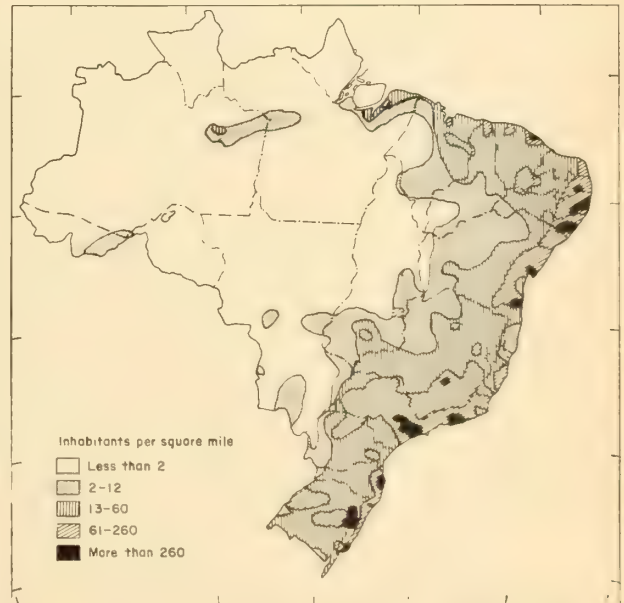 Inhabitants per square mile
Less than 2
2-12
13-60
61-260
More than 260